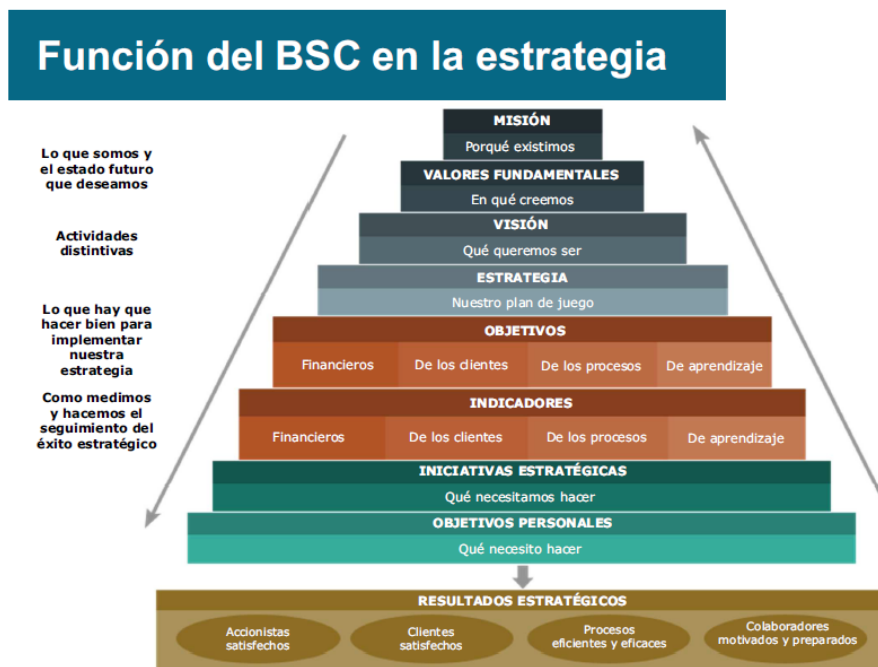 Función del BSC en la estrategia
MISIÓN
Porqué existimos
Lo que somos y
el estado futuro
que deseamos
VALORES FUNDAMENTALES
En qué creemos
Actividades
distintivas
VISIÓN
Qué queremos ser
ESTRATEGIA
Nuestro plan de juego
Lo que hay que
hacer bien para
implementar
nuestra
estrategia
OBJETIVOS
Financieros De los clientes De los procesos De aprendizaje
Como medimos
y hacemos el
seguimiento del
éxito estratégico
INDICADORES
Financieros De los clientes De los procesos De aprendizaje
INICIATIVAS ESTRATÉGICAS
Qué necesitamos hacer
OBJETIVOS PERSONALES
Qué necesito hacer
RESULTADOS ESTRATÉGICOS
Accionistas
satisfechos
Clientes
satisfechos
Procesos
eficientes y eficaces
Colaboradores
motivados y preparados